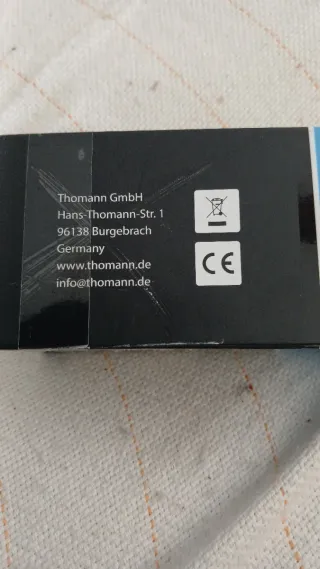 Thomann GmbH
Hans-Thomann-Str. 1
96138 Burgebrach
Germany
www.thomann.de
info@thomann.de
CE